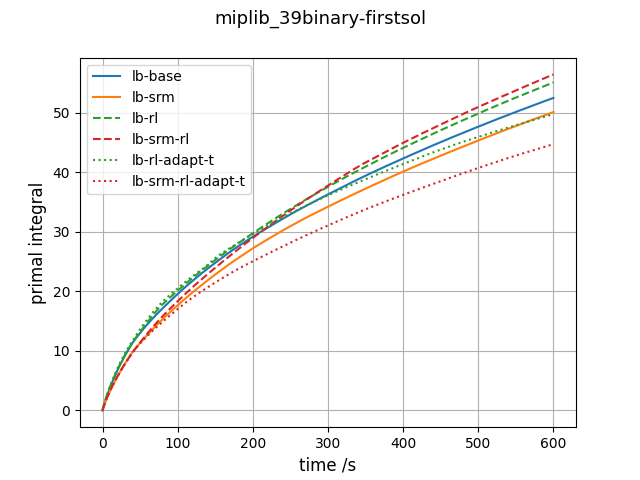 miplib_39binary-firstsol
lb-base
lb-srm
lb-rl
lb-srm-rl
lb-rl-adapt-t
lb-srm-rl-adapt-t
primal integral
50
40
30
20
10
0
0 100 200 300 400 500 600
time /s